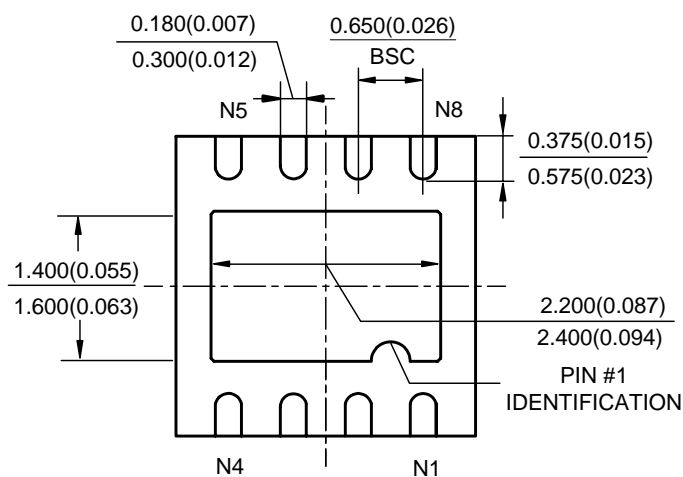 0.180(0.007)
0.300(0.012)
0.650(0.026)
BSC
N5
N8
0.375(0.015)
0.575(0.023)
1.400(0.055)
1.600(0.063)
2.200(0.087)
2.400(0.094)
PIN #1
IDENTIFICATION
N4
N1